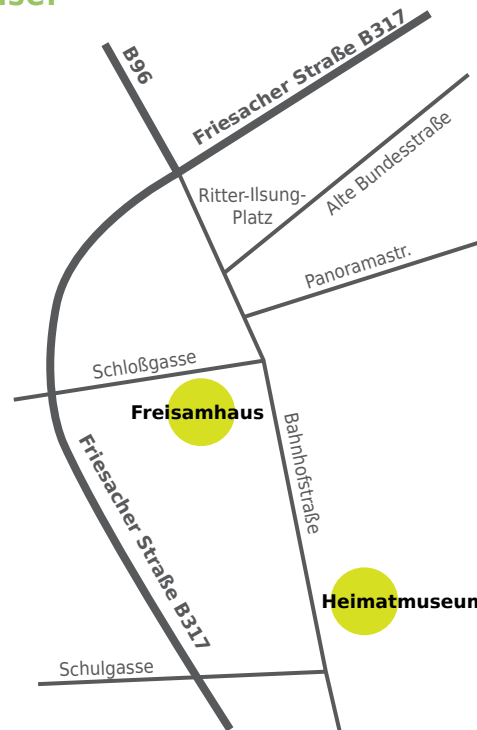 B96
Friesacher Straße B317
Ritter-Ilsung-
Platz
Alte Bundesstraße
Panoramastr.
Schloßgasse
Freisamhaus
Bahnhofstraße
Friesacher Straße B317
Heimatmuseum
Schulgasse